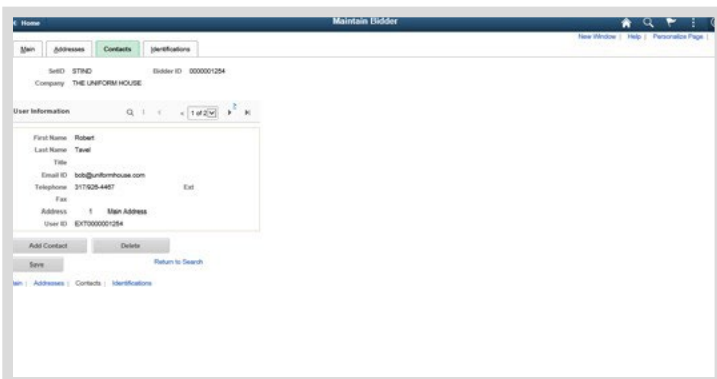 < Home
Maintain Bidder
New Window | Help | Personalize Page |
Main Addresses Contacts Identifications
SetID STIND Bidder ID 0000001254
Company THE UNIFORM HOUSE
User Information 1 of 2
First Name Robert
Last Name Tavel
Title
Email ID bob@uniformhouse.com
Telephone 317/926-4467 Ext
Fax
Address 1 Main Address
User ID EXT0000001254
Add Contact Delete
Save Return to Search
ain | Addresses | Contacts | Identifications